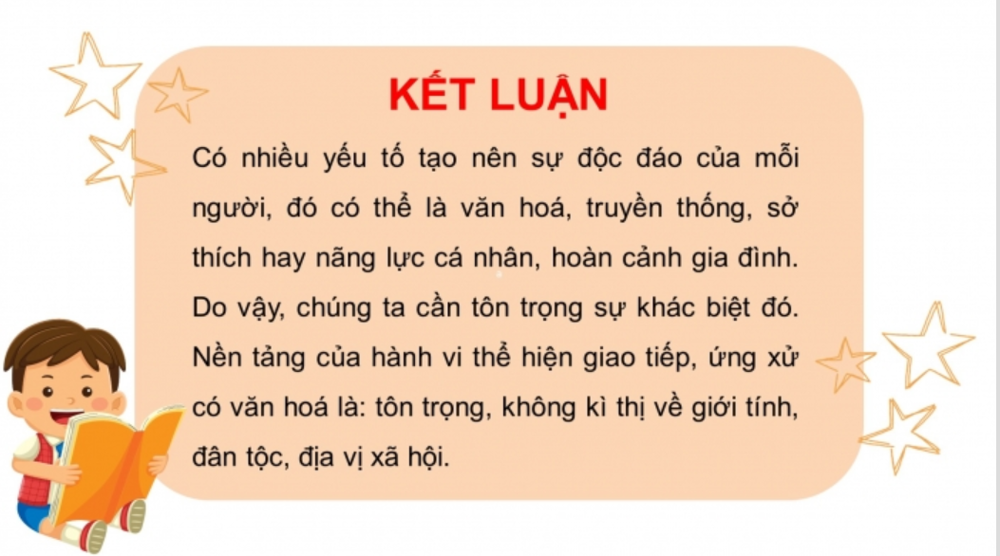 KẾT LUẬN
Có nhiều yếu tố tạo nên sự độc đáo của mỗi
người, đó có thể là văn hoá, truyền thống, sở
thích hay nãng lực cá nhân, hoàn cảnh gia đình.
Do vậy, chúng ta cần tôn trọng sự khác biệt đó.
Nền tảng của hành vi thể hiện giao tiếp, ứng xử
có văn hoá là: tôn trọng, không kì thị về giới tính,
đân tộc, địa vị xã hội.